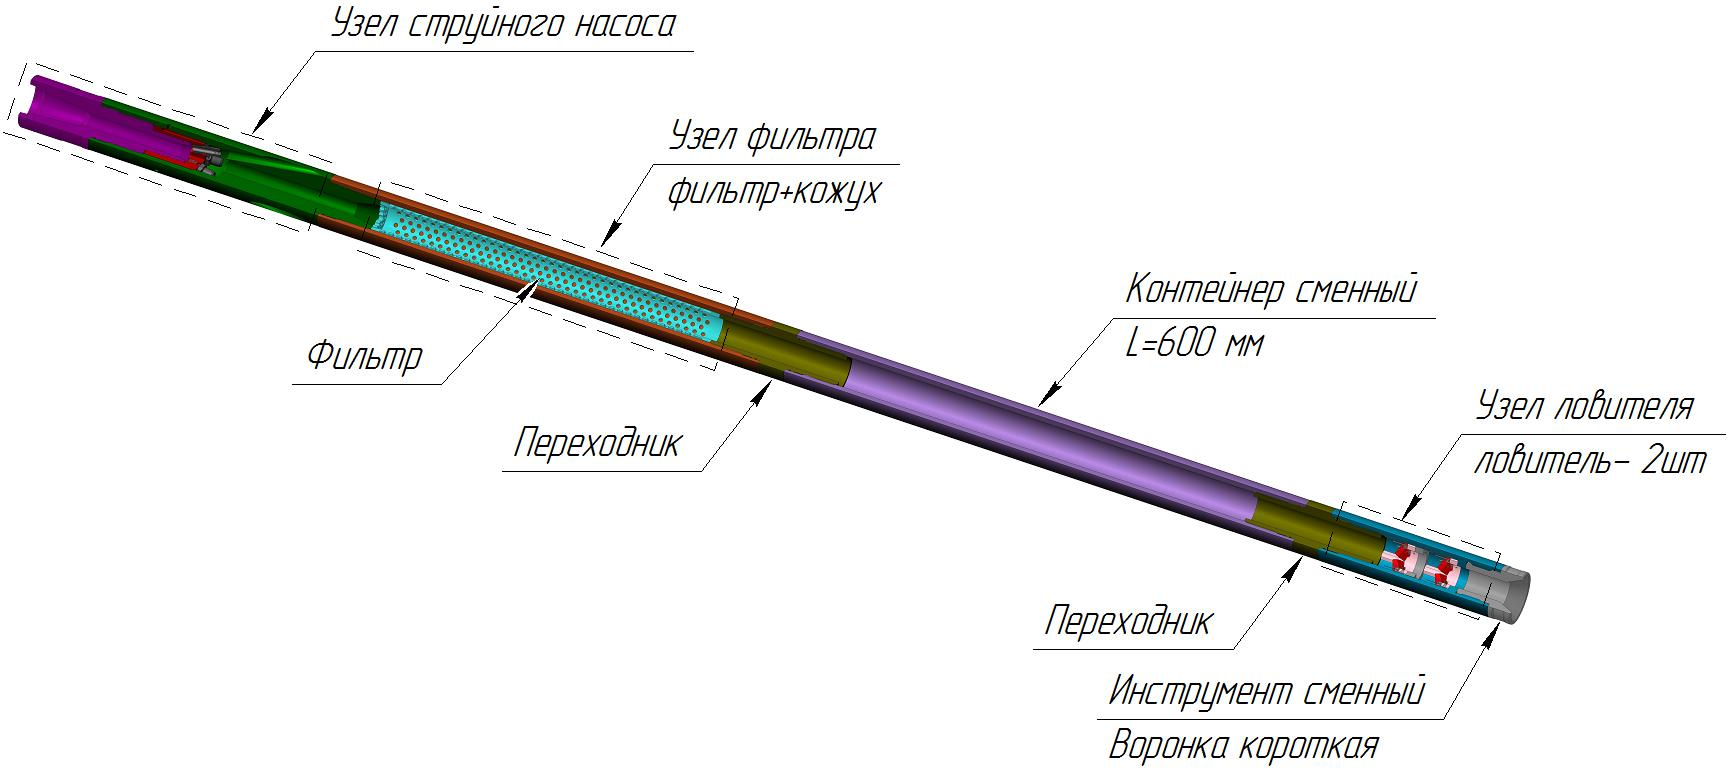 Узел струйного насоса
Узел фильтра
фильтр+кожух
Контейнер сменный
L=600 мм
Фильтр
Узел ловителя
ловитель- 2шт
Переходник
Переходник
Инструмент сменный
Воронка короткая